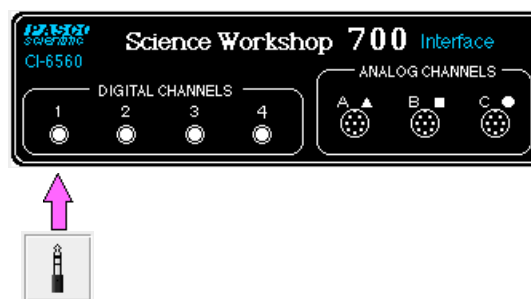 PASCO
scientific
CI-6560
Science Workshop 700 Interface
DIGITAL CHANNELS
1 2 3 4
ANALOG CHANNELS
A B C